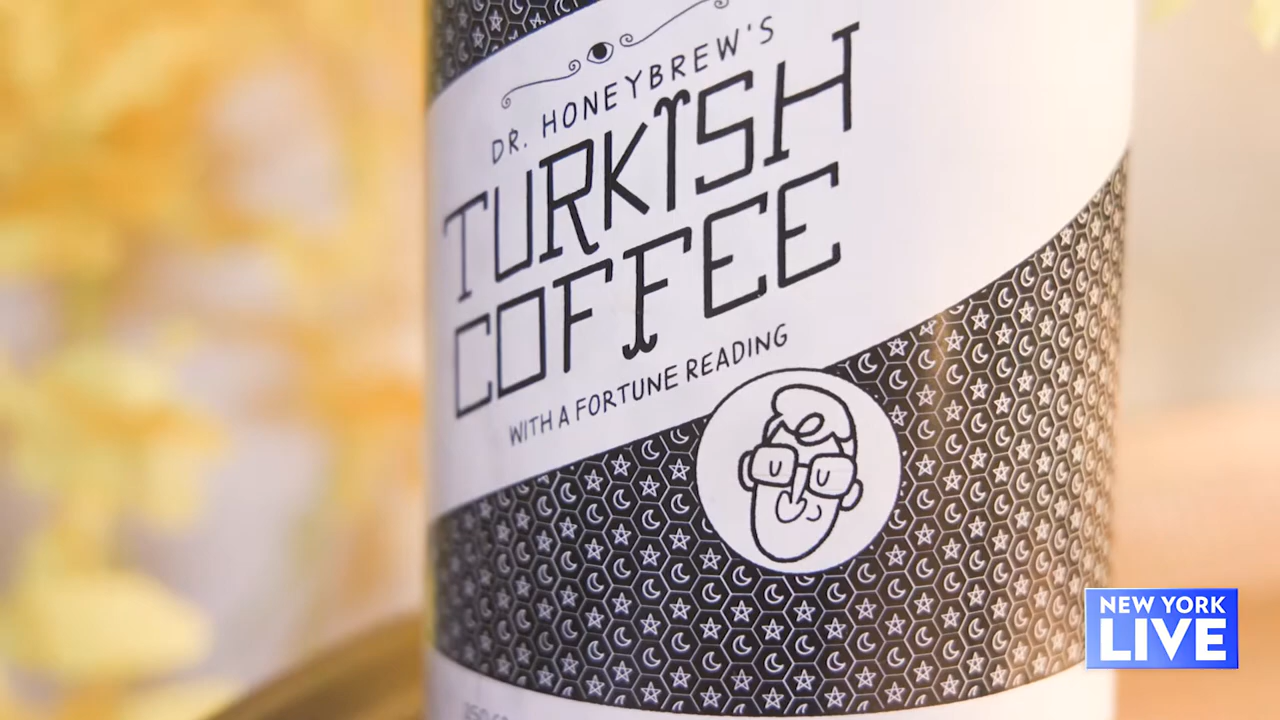 DR. HONEYBREW'S
TURKISH
COFFEE
WITH A FORTUNE READING
NEW YORK
LIVE